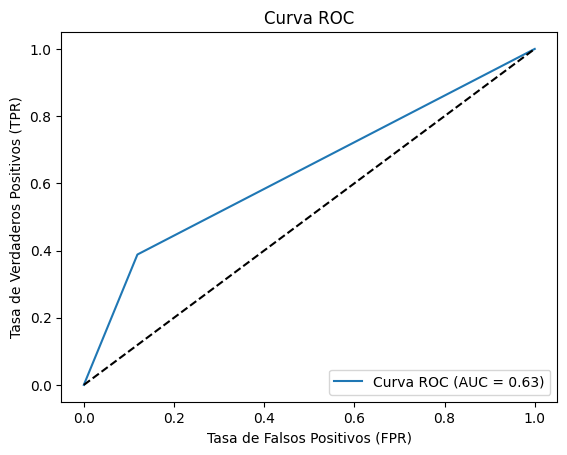 Curva ROC
Tasa de Verdaderos Positivos (TPR)
1.0
0.8
0.6
0.4
0.2
0.0
Curva ROC (AUC = 0.63)
0.0 0.2 0.4 0.6 0.8 1.0
Tasa de Falsos Positivos (FPR)